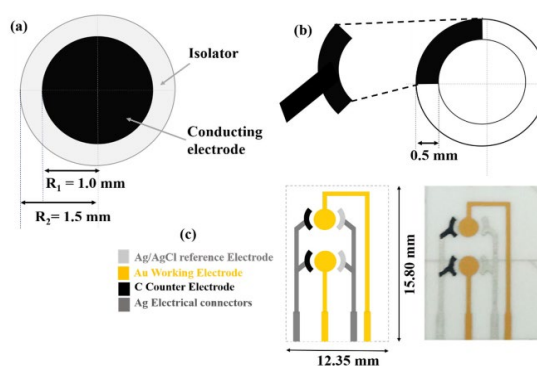 (a)
Isolator
Conducting
electrode
R₁ = 1.0 mm
R₂= 1.5 mm
(b)
0.5 mm
(c)
Ag/AgCl reference Electrode
Au Working Electrode
C Counter Electrode
Ag Electrical connectors
15.80 mm
12.35 mm